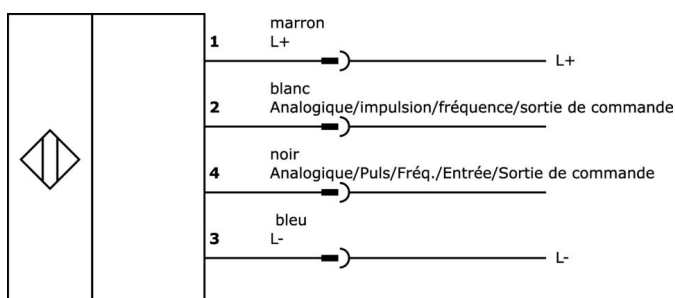 marron
1 L+
L+
blanc
2 Analogique/impulsion/fréquence/sortie de commande
noir
4 Analogique/Puls/Fréq./Entrée/Sortie de commande
bleu
3 L-
L-